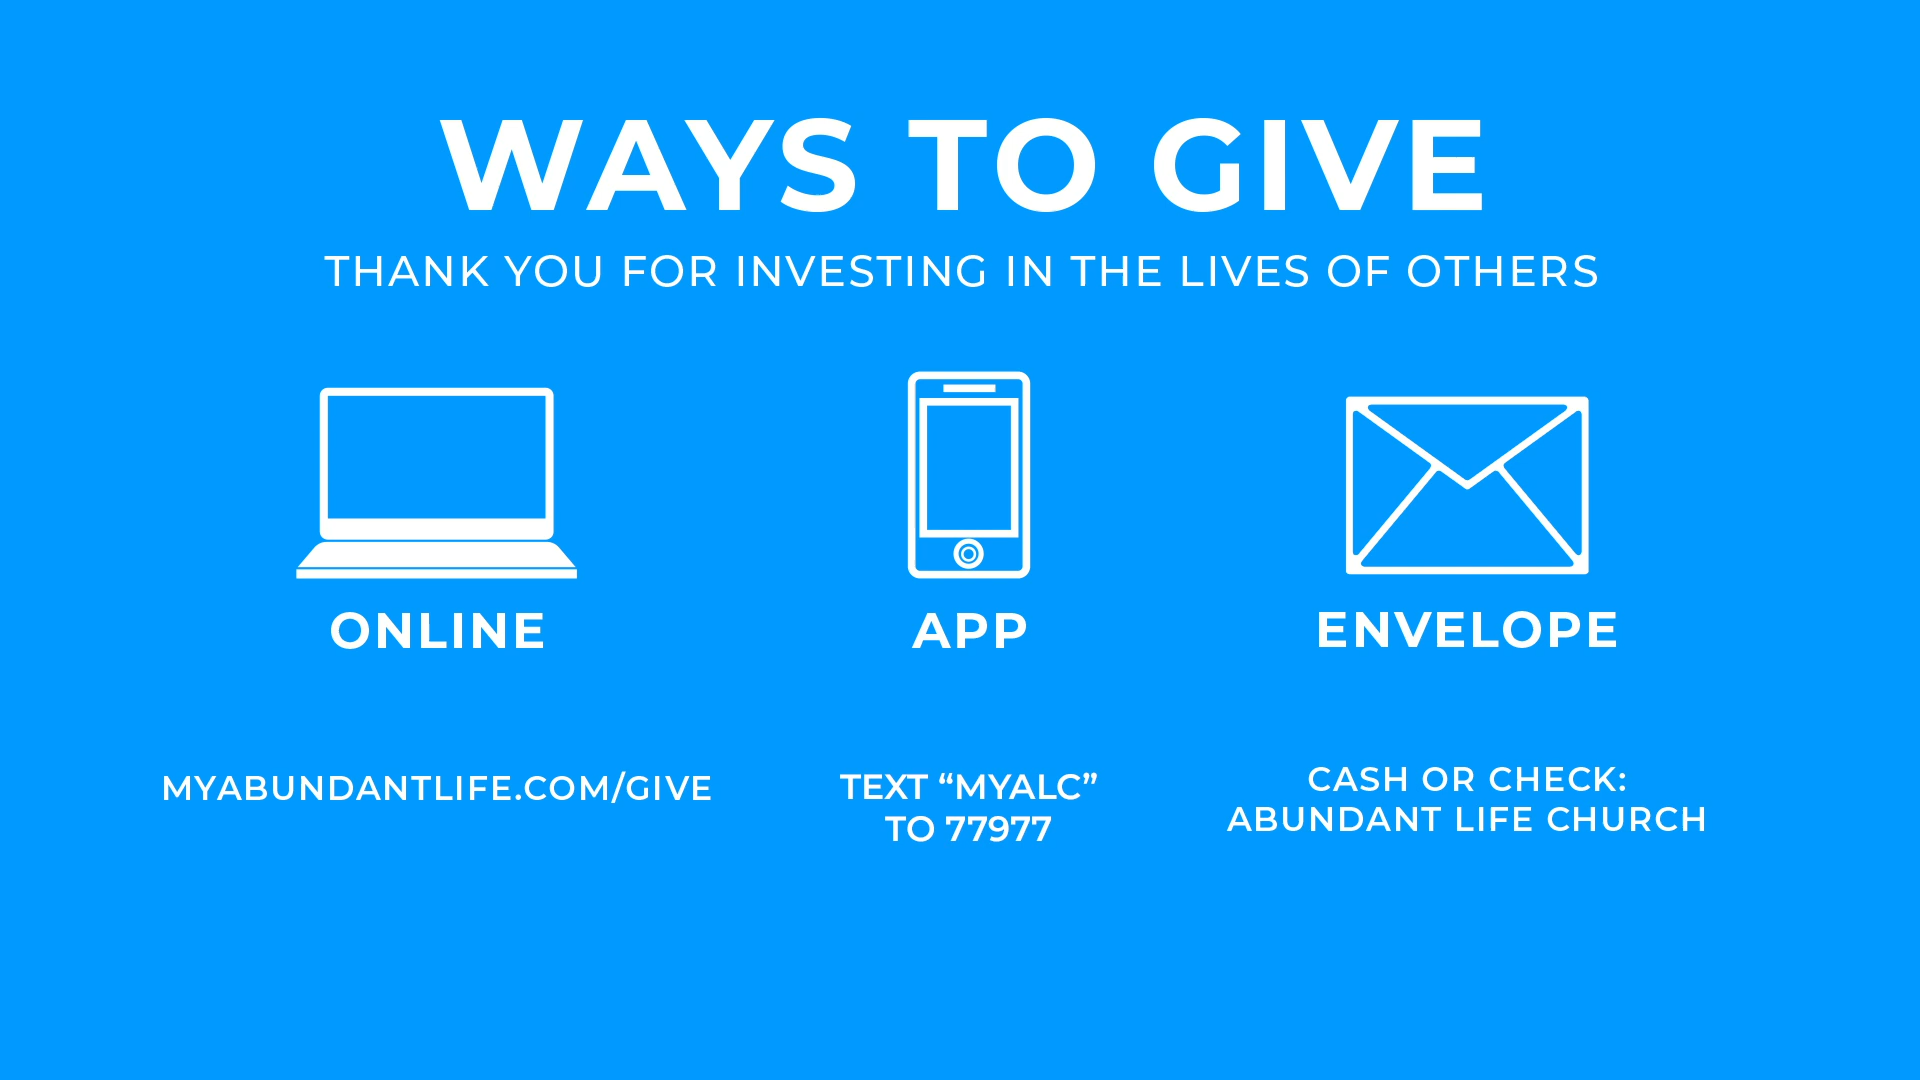 WAYS TO GIVE
THANK YOU FOR INVESTING IN THE LIVES OF OTHERS
ONLINE
MYABUNDANTLIFE.COM/GIVE
APP
TEXT “MYALC”
TO 77977
ENVELOPE
CASH OR CHECK:
ABUNDANT LIFE CHURCH